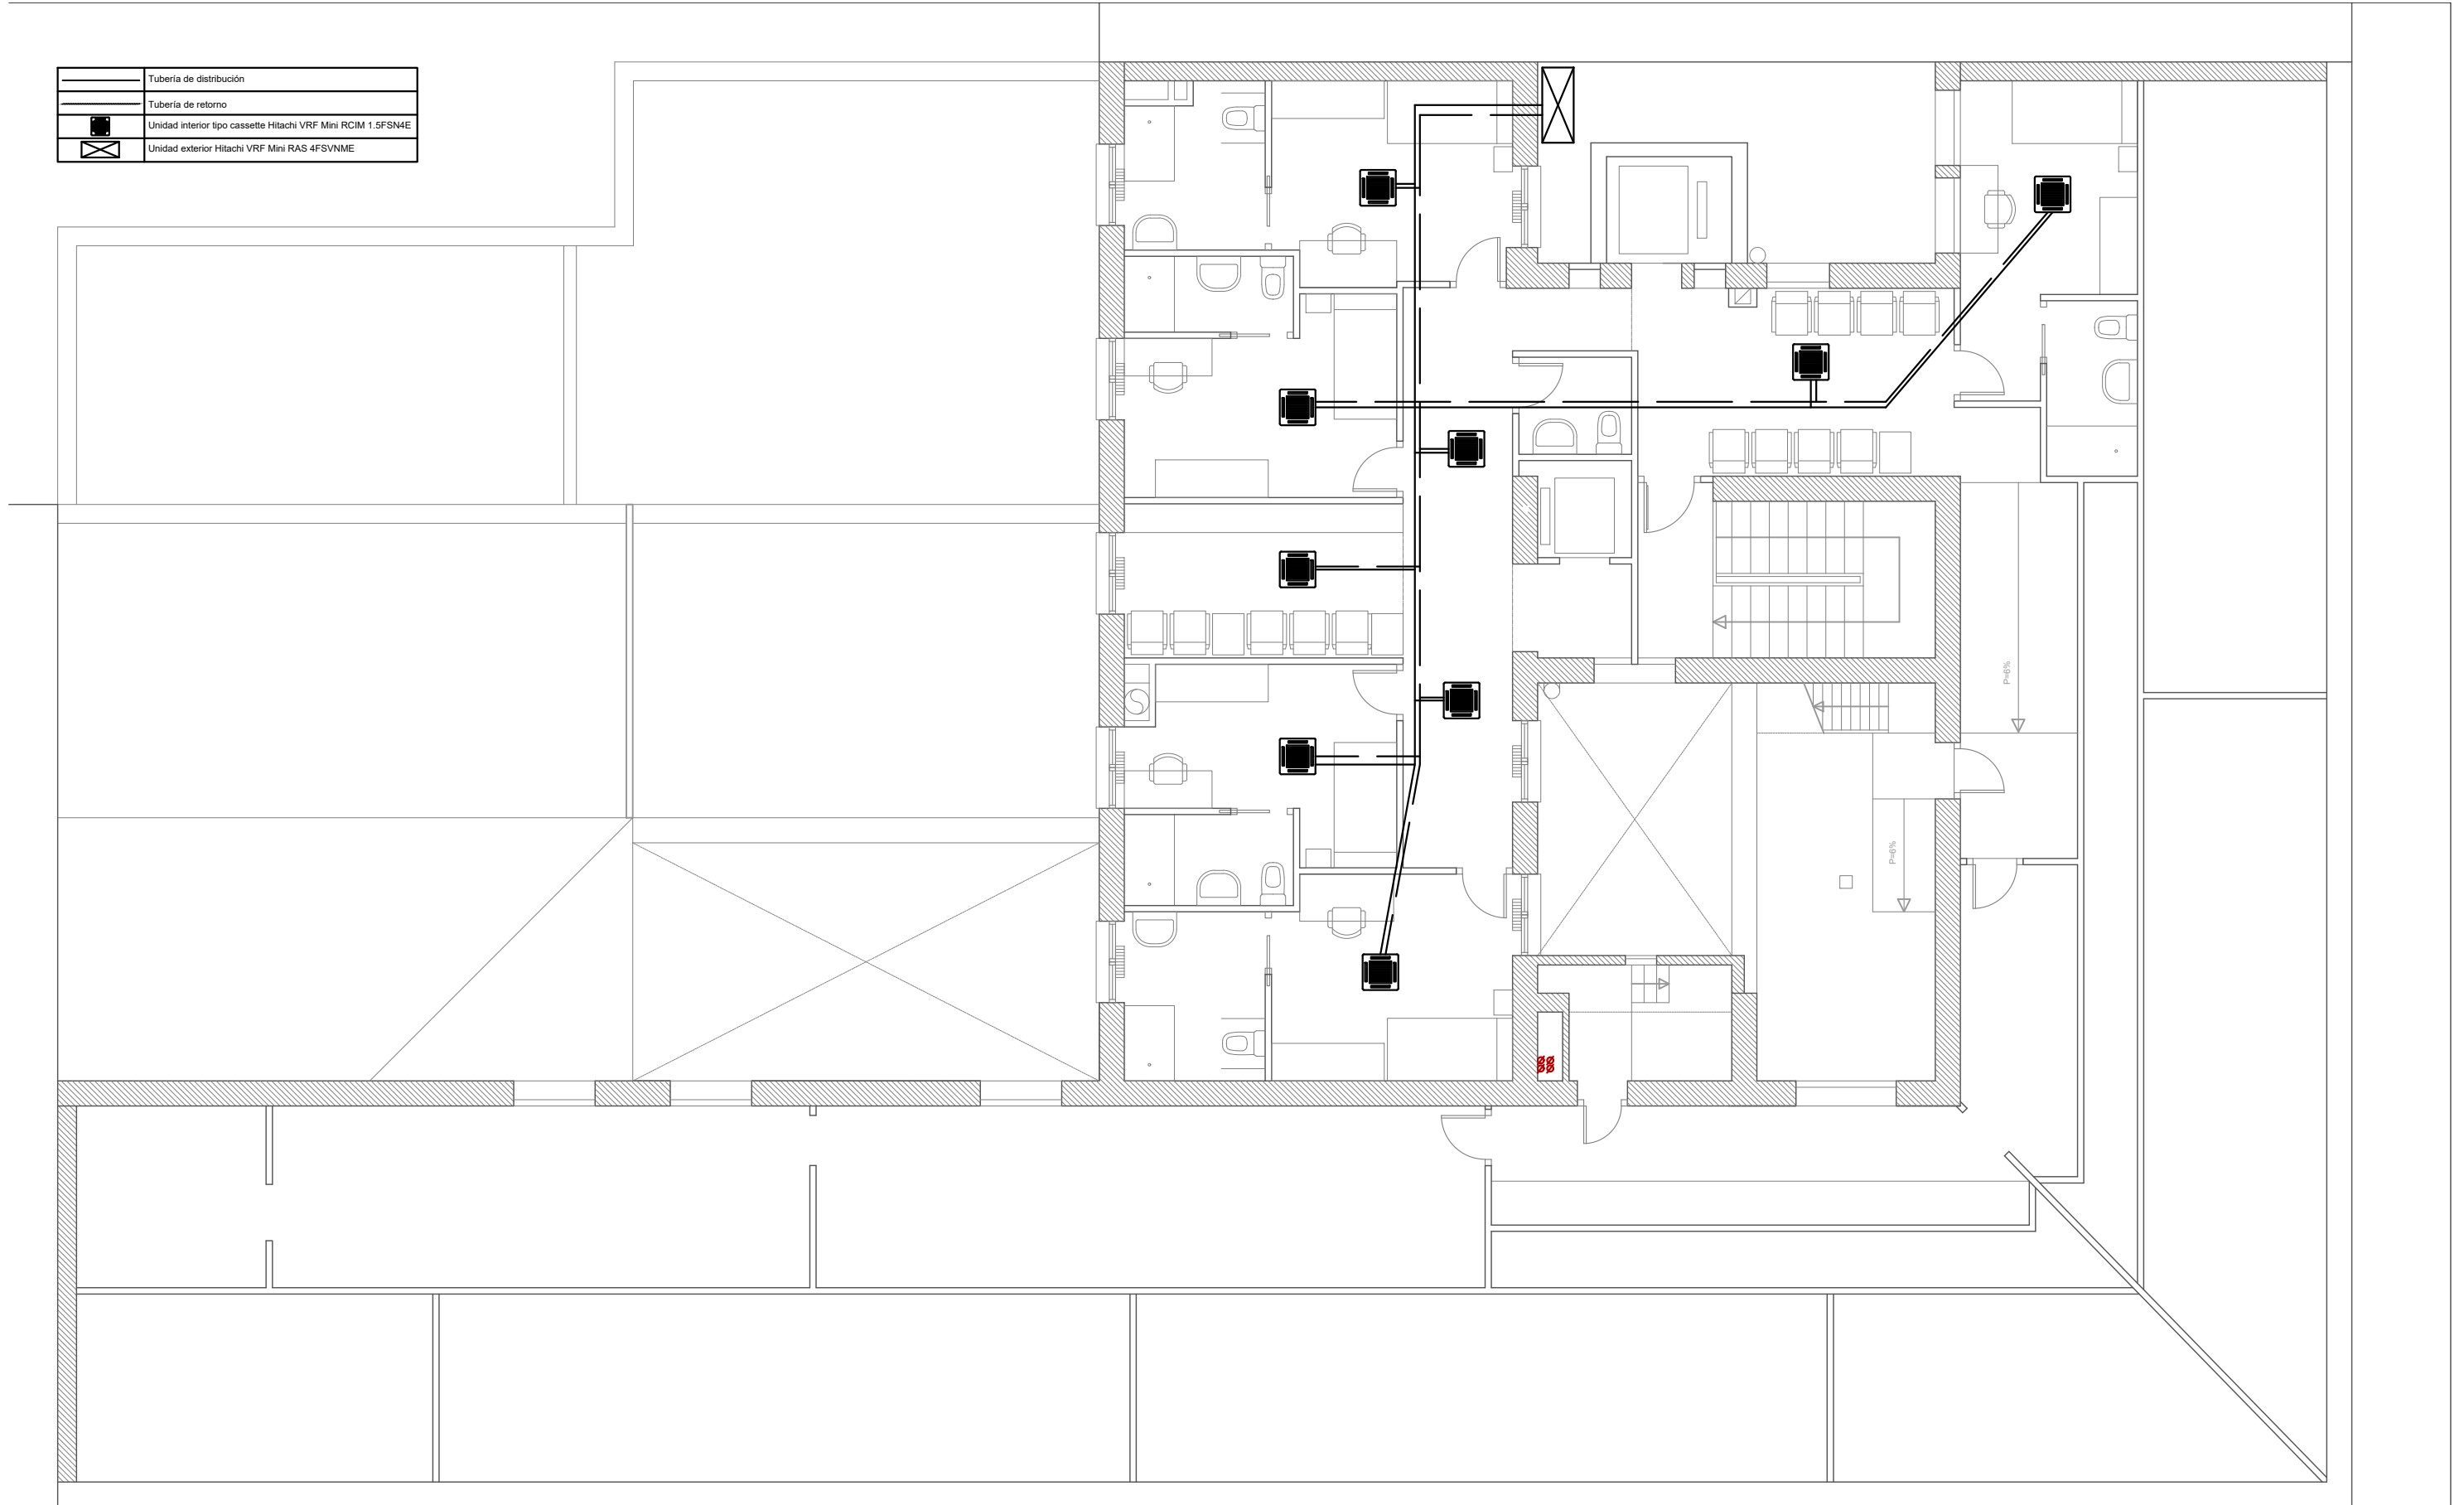 Tubería de distribución
Tubería de retorno
Unidad interior tipo cassette Hitachi VRF Mini RCIM 1.5FSN4E
Unidad exterior Hitachi VRF Mini RAS 4FSVNME
P=6%
P=6%